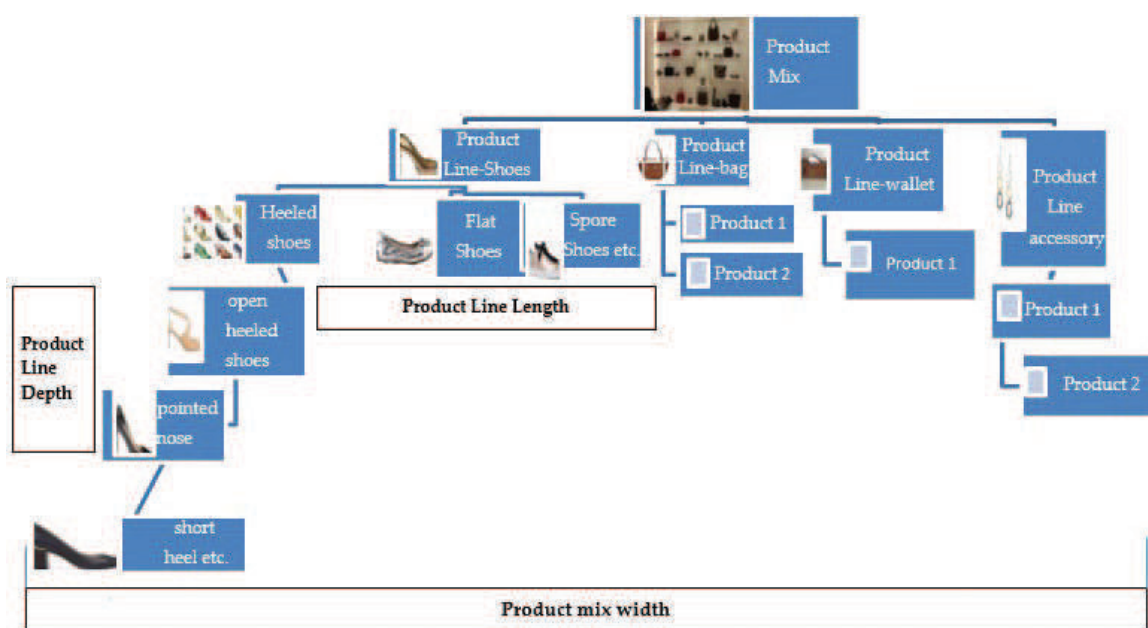 Product
Mix
Product
Line-Shoes
Product
Line-bag
Product
Line-wallet
Product
Line
accessory
Heeled
shoes
Flat
Shoes
Spore
Shoes etc.
Product 1
Product 2
Product 1
Product 1
Product 2
Product Line Length
open
heeled
shoes
Product
Line
Depth
pointed
nose
short
heel etc.
Product mix width